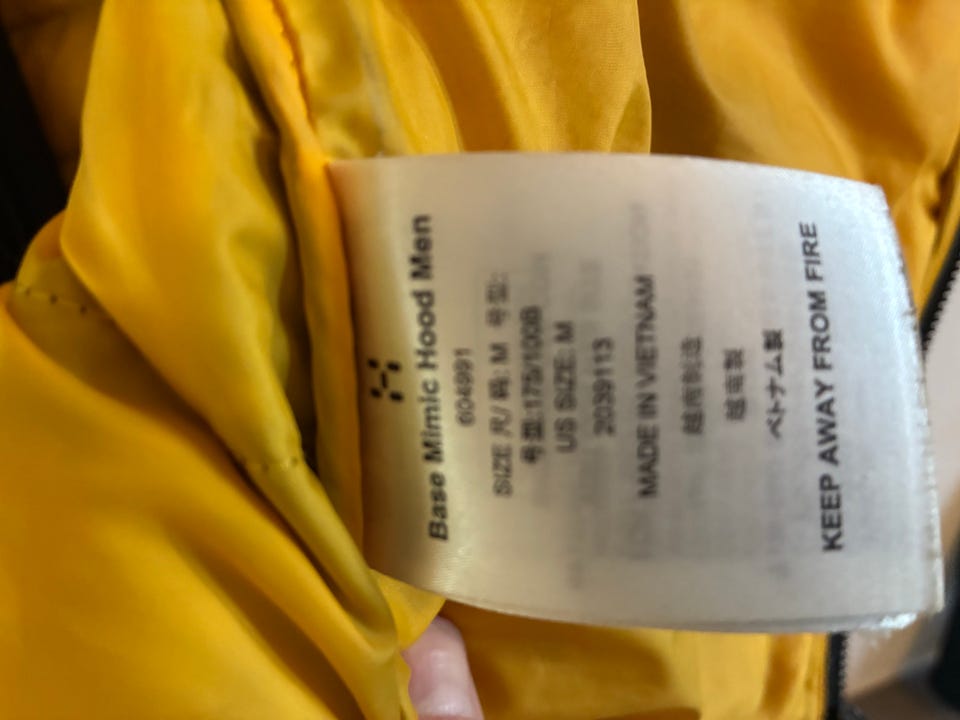 Base Mimic Hood Men
604991
SIZE 尺/ 码: M 号型:
号型:175/100B
US SIZE: M
2039113
MADE IN VIETNAM
越南制造
越南製
ベトナム製
KEEP AWAY FROM FIRE